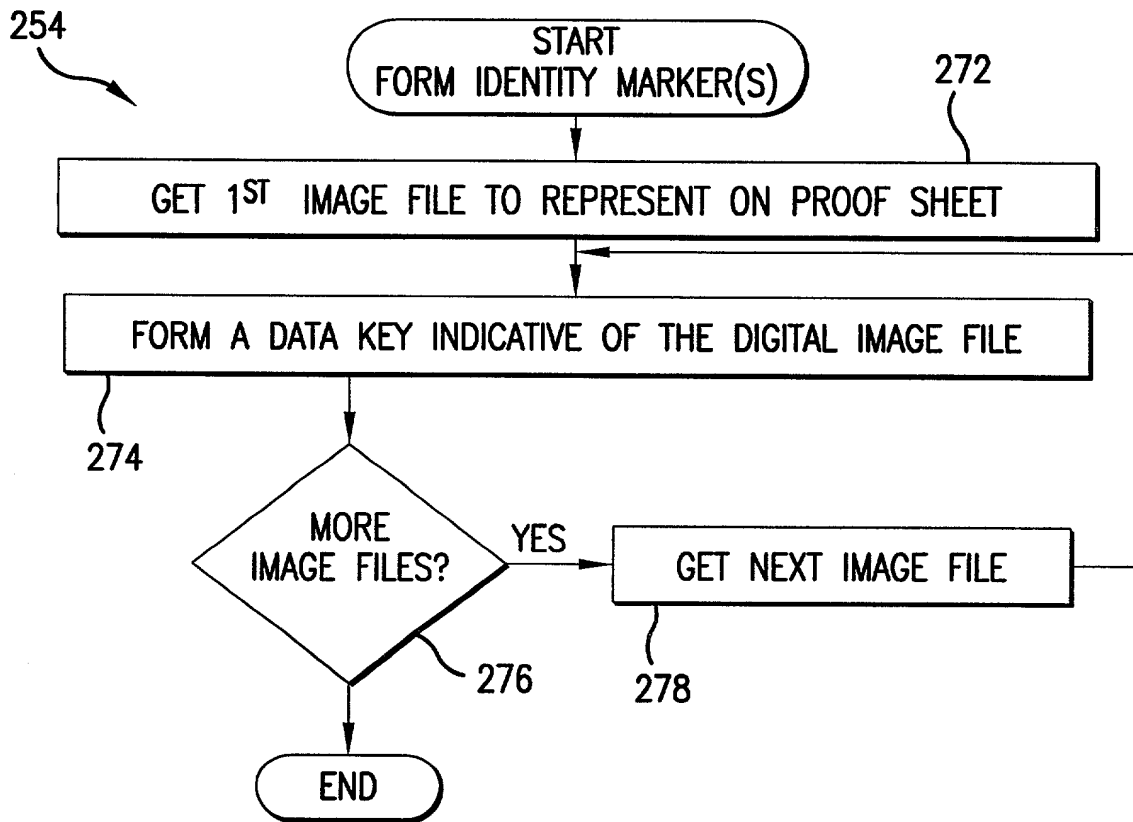 254
START
FORM IDENTITY MARKER(S)
272
GET 1ST IMAGE FILE TO REPRESENT ON PROOF SHEET
FORM A DATA KEY INDICATIVE OF THE DIGITAL IMAGE FILE
274
MORE
IMAGE FILES?
YES
GET NEXT IMAGE FILE
276
278
END